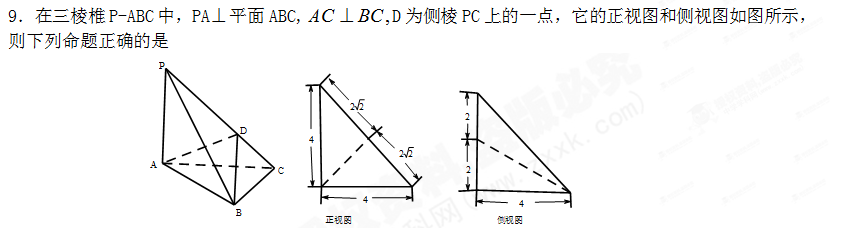 9．在三棱椎P-ABC中，PA⊥平面ABC, AC⊥BC,D为侧棱PC上的一点，它的正视图和侧视图如图所示，
则下列命题正确的是
P
D
A
C
B
2√2
4
2√2
4
正视图
2
2
4
侧视图